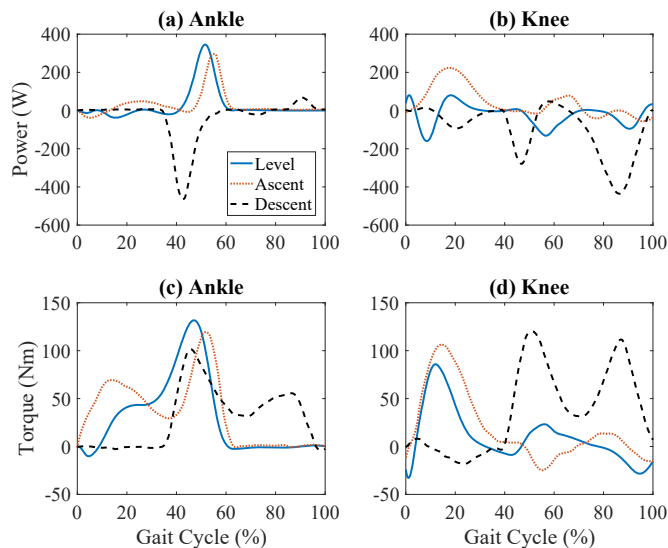 (a) Ankle
(b) Knee
400
200
0
-200
-400
-600
Power (W)
Level
Ascent
Descent
0 20 40 60 80 100
400
200
0
-200
-400
-600
0 20 40 60 80 100
(c) Ankle
(d) Knee
150
100
50
0
-50
Torque (Nm)
0 20 40 60 80 100
Gait Cycle (%)
150
100
50
0
-50
0 20 40 60 80 100
Gait Cycle (%)